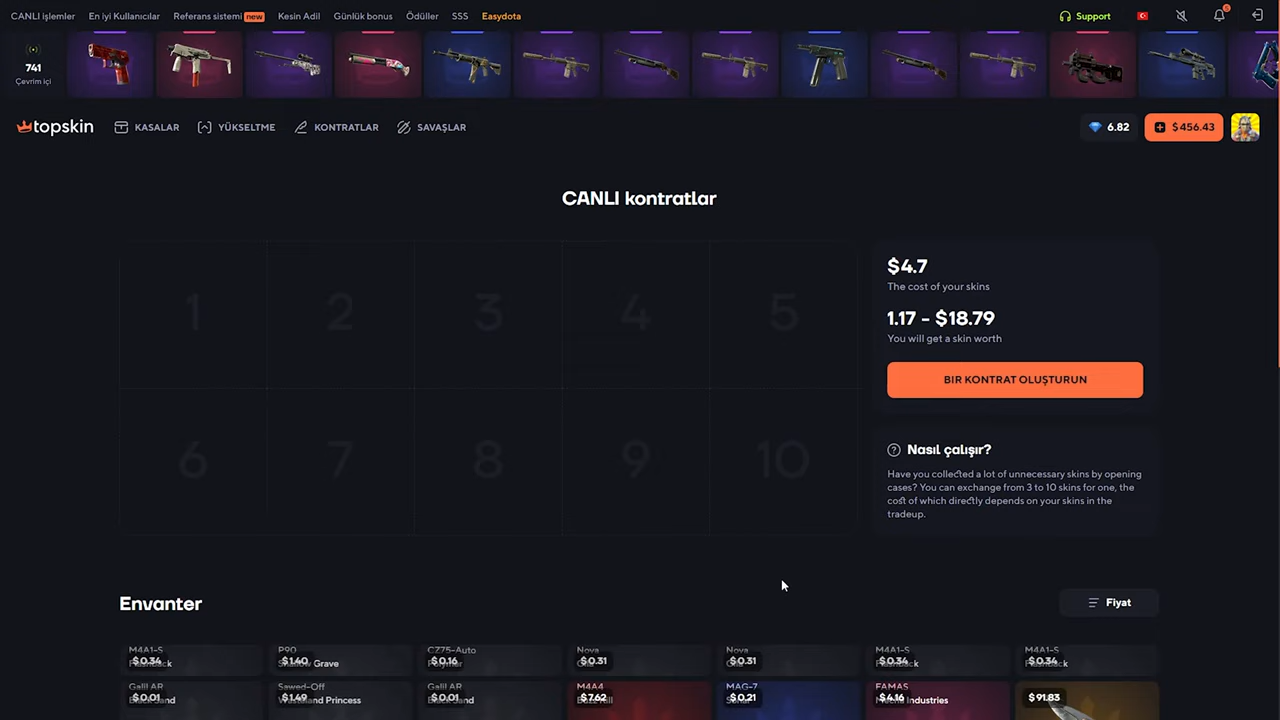 CANLI işlemler En iyi Kullanıcılar Referans sistemi new Kesin Adil Günlük bonus Ödüller SSS Easydota Support
741
Çevrim içi
topskin KASALAR YÜKSELTME KONTRATLAR SAVAŞLAR 6.82 $456.43
CANLI kontratlar
1 2 3 4 5
6 7 8 9 10
$4.7
The cost of your skins
1.17 - $18.79
You will get a skin worth
BIR KONTRAT OLUŞTURUN
Nasıl çalışır?
Have you collected a lot of unnecessary skins by opening
cases? You can exchange from 3 to 10 skins for one, the
cost of which directly depends on your skins in the
tradeup.
Envanter Fiyat
M4A1-S P90 CZ75-Auto Nova Nova M4A1-S M4A1-S
$0.34 $1.40 Grave $0.16 $0.31 $0.31 $0.34 $0.34
Galil AR Sawed-Off Galil AR M4A4 MAG-7 FAMAS $91.83
$0.01 $1.49 Princess $0.01 $7.62 $0.21 $4.16 Industries